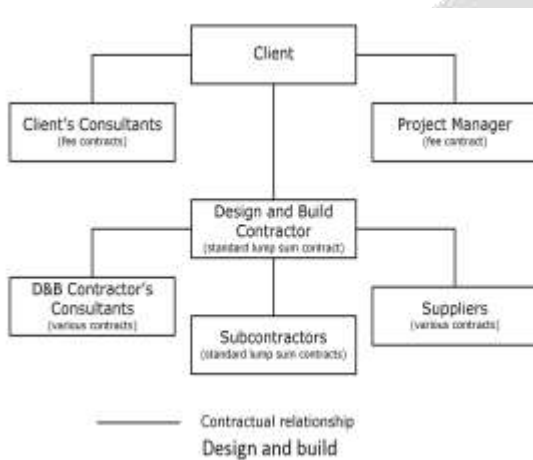 Client
Client's Consultants
(fee contracts)
Project Manager
(fee contract)
Design and Build
Contractor
(standard lump sum contract)
D&B Contractor's
Consultants
(various contracts)
Suppliers
(various contracts)
Subcontractors
(standard lump sum contracts)
Contractual relationship
Design and build